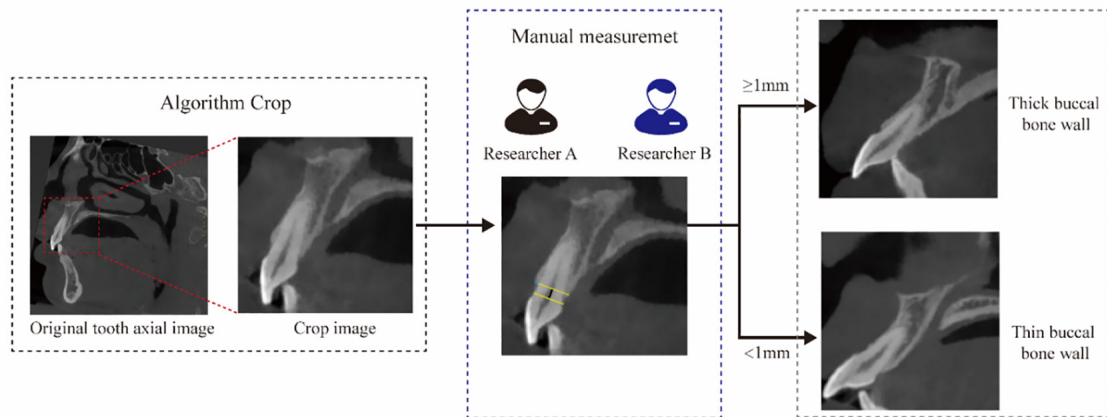 Algorithm Crop
Original tooth axial image
Crop image
Manual measuremet
Researcher A
Researcher B
≥1mm
<1mm
Thick buccal
bone wall
Thin buccal
bone wall